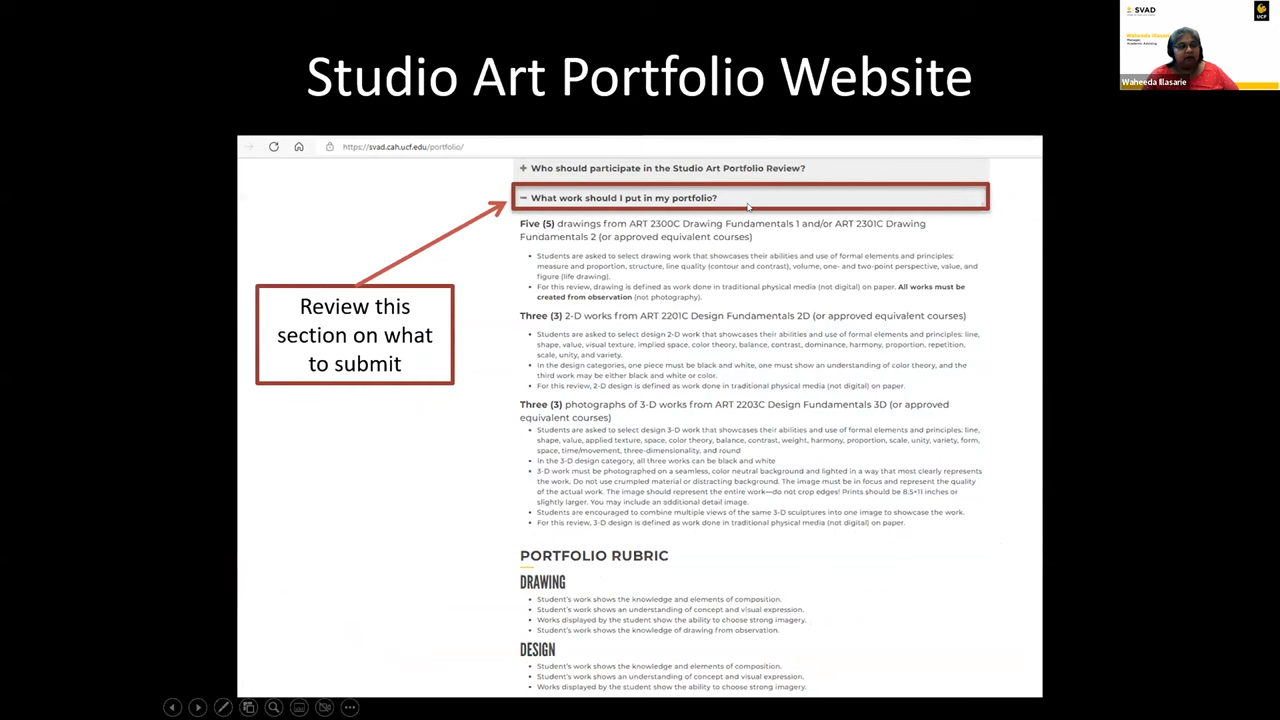 Studio Art Portfolio Website
SVAD
UCF
Waheeda Illasarie
Manager
Academic Advising
Waheeda Illasarie
https://svad.cah.ucf.edu/portfolio/
+ Who should participate in the Studio Art Portfolio Review?
− What work should I put in my portfolio?
Review this
section on what
to submit
Five (5) drawings from ART 2300C Drawing Fundamentals 1 and/or ART 2301C Drawing
Fundamentals 2 (or approved equivalent courses)
• Students are asked to select drawing work that showcases their abilities and use of formal elements and principles:
measure and proportion, structure, line quality (contour and contrast), volume, one- and two-point perspective, value, and
figure (life drawing).
• For this review, drawing is defined as work done in traditional physical media (not digital) on paper. All works must be
created from observation (not photography).
Three (3) 2-D works from ART 2201C Design Fundamentals 2D (or approved equivalent courses)
• Students are asked to select design 2-D work that showcases their abilities and use of formal elements and principles: line,
shape, value, visual texture, implied space, color theory, balance, contrast, dominance, harmony, proportion, repetition,
scale, unity, and variety.
• In the design categories, one piece must be black and white, one must show an understanding of color theory, and the
third work may be either black and white or color.
• For this review, 2-D design is defined as work done in traditional physical media (not digital) on paper.
Three (3) photographs of 3-D works from ART 2203C Design Fundamentals 3D (or approved
equivalent courses)
• Students are asked to select design 3-D work that showcases their abilities and use of formal elements and principles: line,
shape, value, applied texture, space, color theory, balance, contrast, weight, harmony, proportion, scale, unity, variety, form,
space, time/movement, three-dimensionality, and round
• In the 3-D design category, all three works can be black and white
• 3-D work must be photographed on a seamless, color neutral background and lighted in a way that most clearly represents
the work. Do not use crumpled material or distracting background. The image must be in focus and represent the quality
of the actual work. The image should represent the entire work—do not crop edges! Prints should be 8.5×11 inches or
slightly larger. You may include an additional detail image.
• Students are encouraged to combine multiple views of the same 3-D sculptures into one image to showcase the work.
• For this review, 3-D design is defined as work done in traditional physical media (not digital) on paper.
PORTFOLIO RUBRIC
DRAWING
• Student's work shows the knowledge and elements of composition.
• Student's work shows an understanding of concept and visual expression.
• Works displayed by the student show the ability to choose strong imagery.
• Student's work shows the knowledge of drawing from observation.
DESIGN
• Student's work shows the knowledge and elements of composition.
• Student's work shows an understanding of concept and visual expression.
• Works displayed by the student show the ability to choose strong imagery.